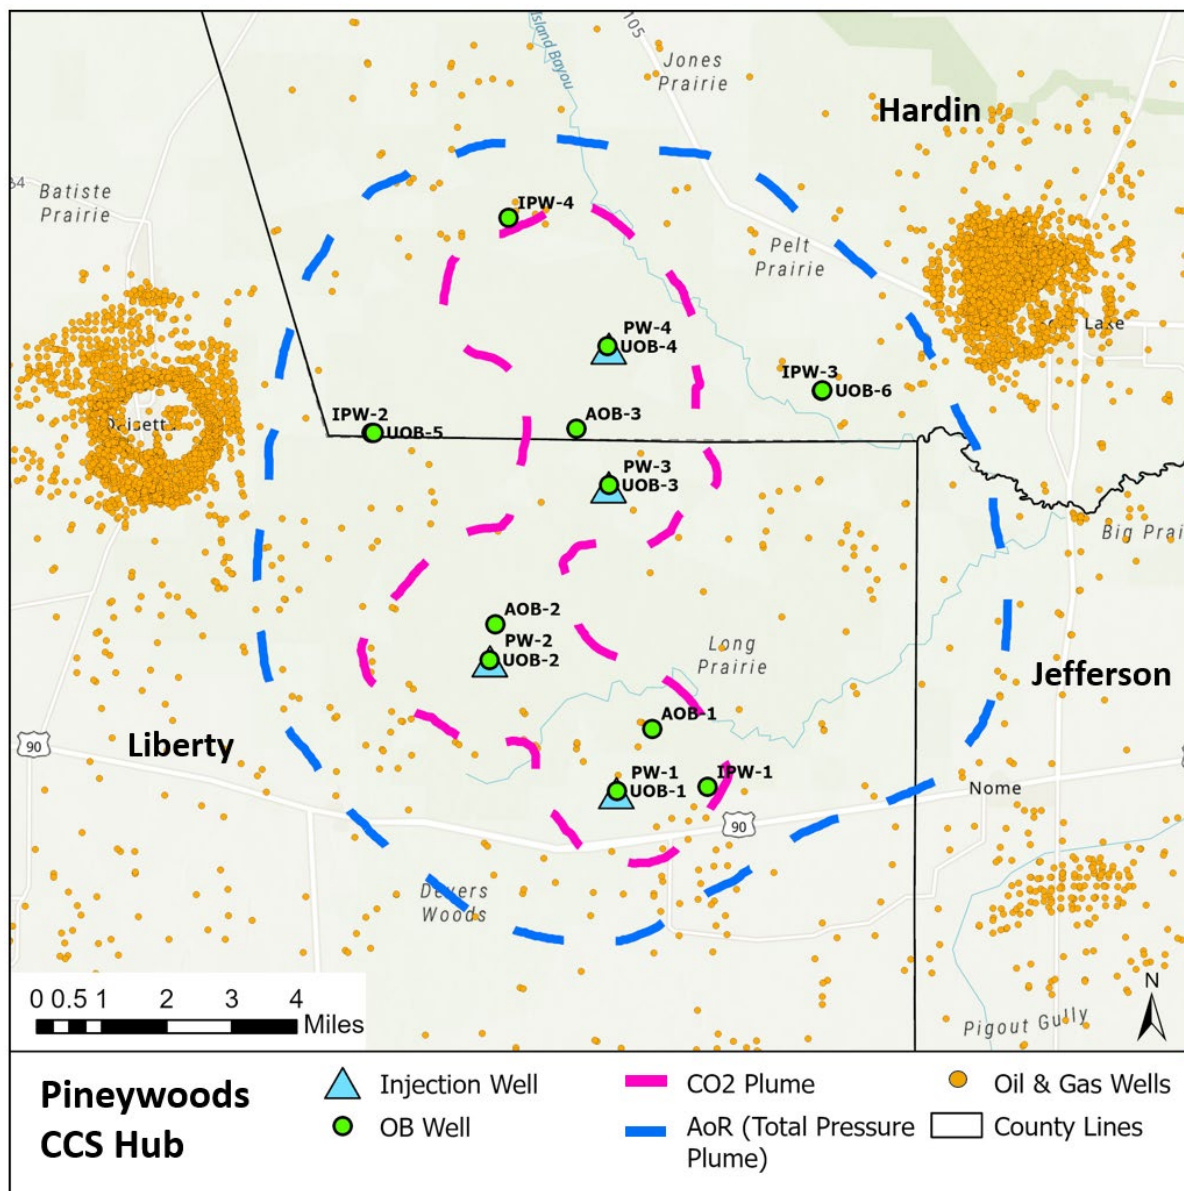 Island Bayou
105
Jones
Prairie
Hardin
Batiste
Prairie
IPW-4
Pelt
Prairie
PW-4
UOB-4
Lake
IPW-3
UOB-6
IPW-2
UOB-5
AOB-3
PW-3
UOB-3
Big Prai
AOB-2
PW-2
UOB-2
Long
Prairie
Jefferson
AOB-1
Liberty
90
PW-1
UOB-1
IPW-1
Nome
90
Devers
Woods
0 0.5 1 2 3 4
Miles
N
Pigout Gully
Pineywoods
CCS Hub
Injection Well
OB Well
CO2 Plume
AoR (Total Pressure
Plume)
Oil & Gas Wells
County Lines